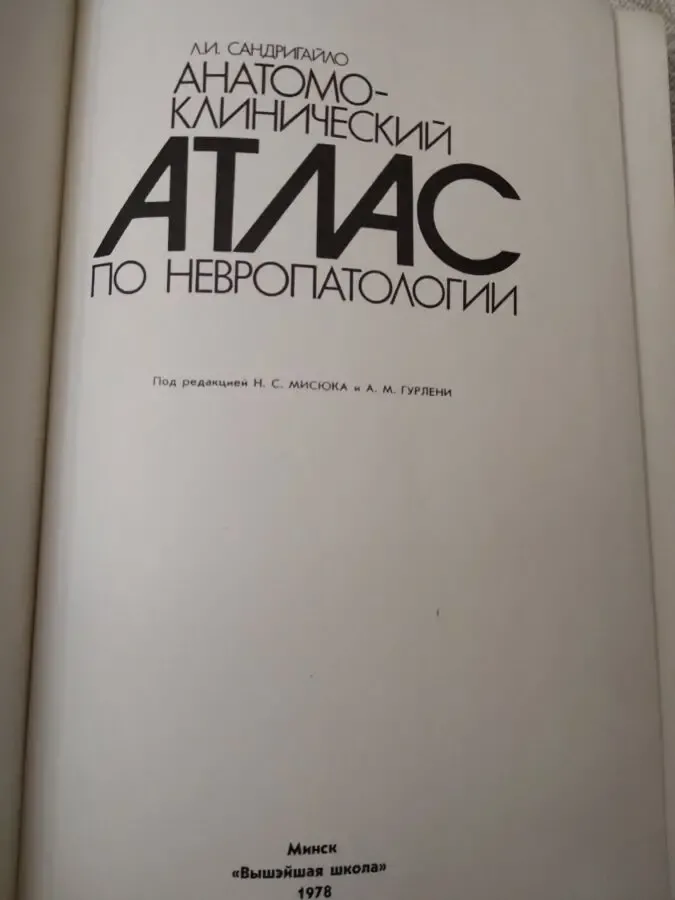 Л.И. САНДРИГАЙЛО
АНАТОМО-
КЛИНИЧЕСКИЙ
АТЛАС
ПО НЕВРОПАТОЛОГИИ
Под редакцией Н. С. МИСЮКА и А. М. ГУРЛЕНИ
Минск
«Вышэйшая школа»
1978